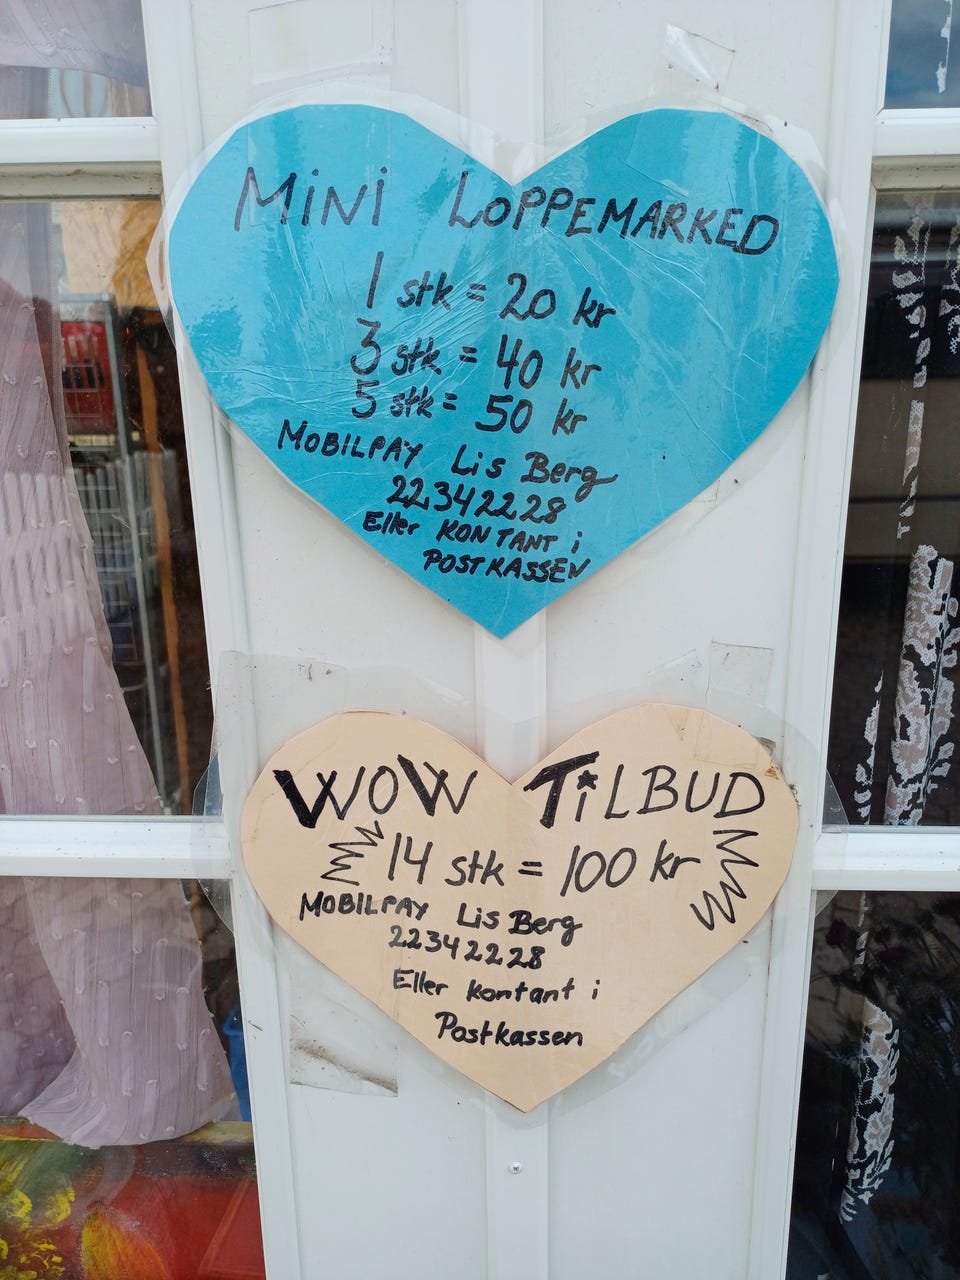 MiNi LOPPEMARKED
1 stk = 20 kr
3 stk = 40 kr
5 stk = 50 kr
MOBILPAY Lis Berg
22342228
Eller KONTANT i
POSTKASSEN
WOW TiLBUD
14 stk = 100 kr
MOBILPAY Lis Berg
22342228
Eller kontant i
Postkassen